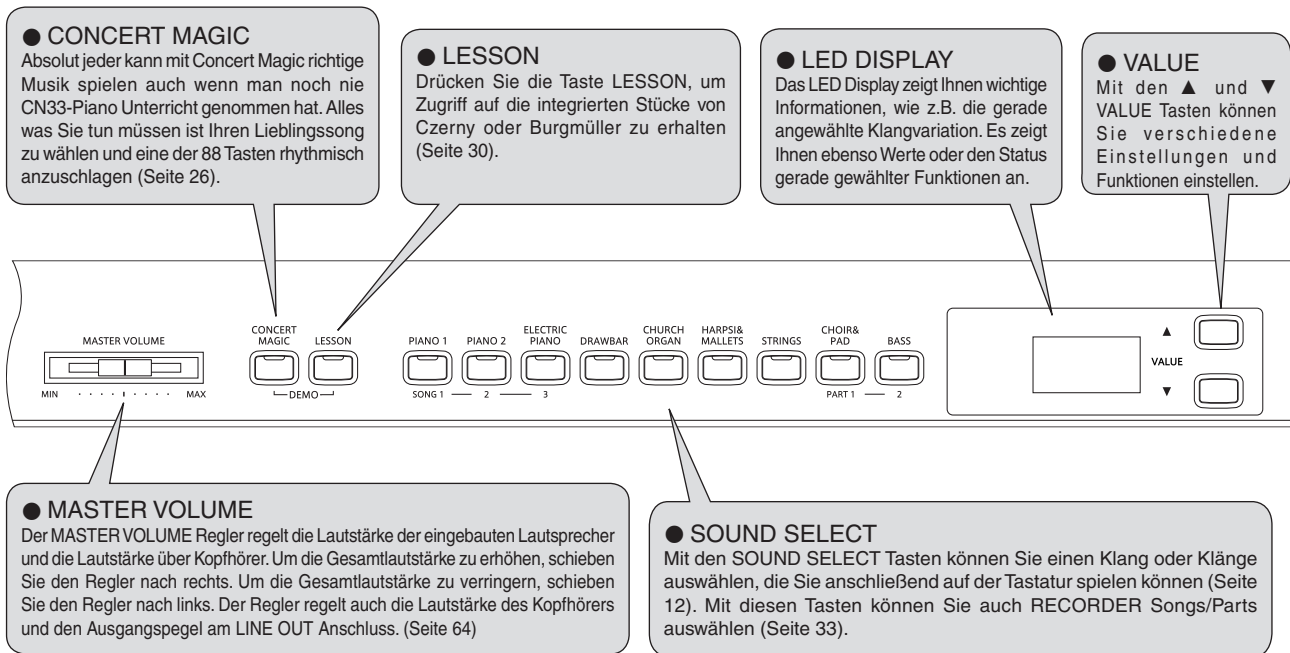 ● CONCERT MAGIC
Absolut jeder kann mit Concert Magic richtige
Musik spielen auch wenn man noch nie
CN33-Piano Unterricht genommen hat. Alles
was Sie tun müssen ist Ihren Lieblingssong
zu wählen und eine der 88 Tasten rhythmisch
anzuschlagen (Seite 26).
● LESSON
Drücken Sie die Taste LESSON, um
Zugriff auf die integrierten Stücke von
Czerny oder Burgmüller zu erhalten
(Seite 30).
● LED DISPLAY
Das LED Display zeigt Ihnen wichtige
Informationen, wie z.B. die gerade
angewählte Klangvariation. Es zeigt
Ihnen ebenso Werte oder den Status
gerade gewählter Funktionen an.
● VALUE
Mit den ▲ und ▼
VALUE Tasten können
Sie verschiedene
Einstellungen und
Funktionen einstellen.
MASTER VOLUME
MIN MAX
CONCERT
MAGIC
LESSON
DEMO
PIANO 1
PIANO 2
ELECTRIC
PIANO
DRAWBAR
CHURCH
ORGAN
HARPSI&
MALLETS
STRINGS
CHOIR&
PAD
BASS
SONG 1 — 2 — 3
PART 1 — 2
▲
VALUE
▼
● MASTER VOLUME
Der MASTER VOLUME Regler regelt die Lautstärke der eingebauten Lautsprecher
und die Lautstärke über Kopfhörer. Um die Gesamtlautstärke zu erhöhen, schieben
Sie den Regler nach rechts. Um die Gesamtlautstärke zu verringern, schieben
Sie den Regler nach links. Der Regler regelt auch die Lautstärke des Kopfhörers
und den Ausgangspegel am LINE OUT Anschluss. (Seite 64)
● SOUND SELECT
Mit den SOUND SELECT Tasten können Sie einen Klang oder Klänge
auswählen, die Sie anschließend auf der Tastatur spielen können (Seite
12). Mit diesen Tasten können Sie auch RECORDER Songs/Parts
auswählen (Seite 33).